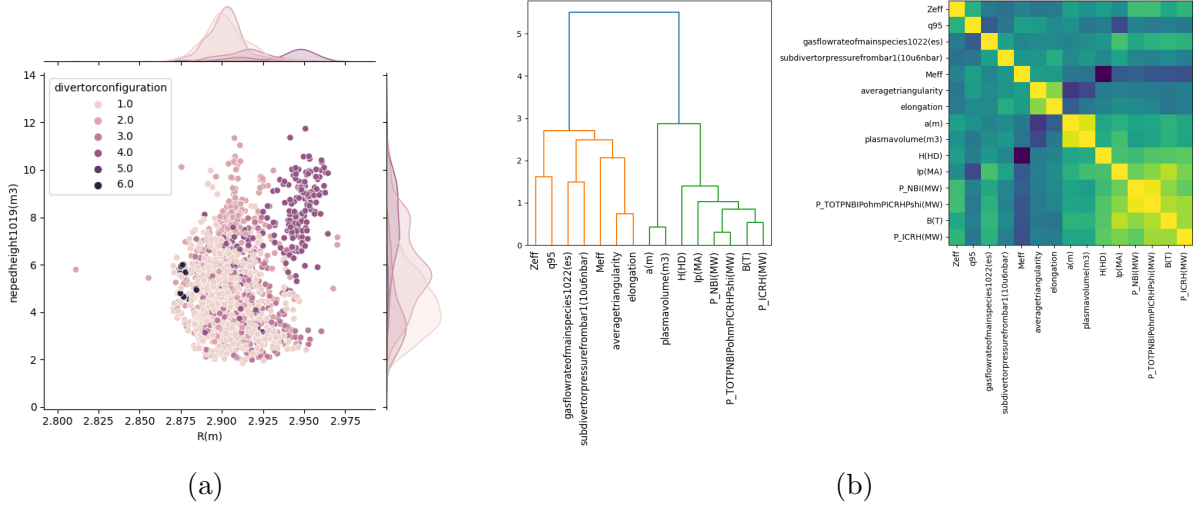 nepedheight1019(m3)
14
12
10
8
6
4
2
0
divertorconfiguration
1.0
2.0
3.0
4.0
5.0
6.0
2.800 2.825 2.850 2.875 2.900 2.925 2.950 2.975
R(m)
(a)
5
4
3
2
1
0
Zeff
q95
gasflowrateofmainspecies1022(es)
subdivertorpressurefrombar1(10u6nbar)
Meff
averagetriangularity
elongation
a(m)
plasmavolume(m3)
H(HD)
Ip(MA)
P_NBI(MW)
P_TOTPNBIPohmPICRHPshi(MW)
B(T)
P_ICRH(MW)
Zeff
q95
gasflowrateofmainspecies1022(es)
subdivertorpressurefrombar1(10u6nbar)
Meff
averagetriangularity
elongation
a(m)
plasmavolume(m3)
H(HD)
Ip(MA)
P_NBI(MW)
P_TOTPNBIPohmPICRHPshi(MW)
B(T)
P_ICRH(MW)
Zeff
q95
gasflowrateofmainspecies1022(es)
subdivertorpressurefrombar1(10u6nbar)
Meff
averagetriangularity
elongation
a(m)
plasmavolume(m3)
H(HD)
Ip(MA)
P_NBI(MW)
P_TOTPNBIPohmPICRHPshi(MW)
B(T)
P_ICRH(MW)
(b)